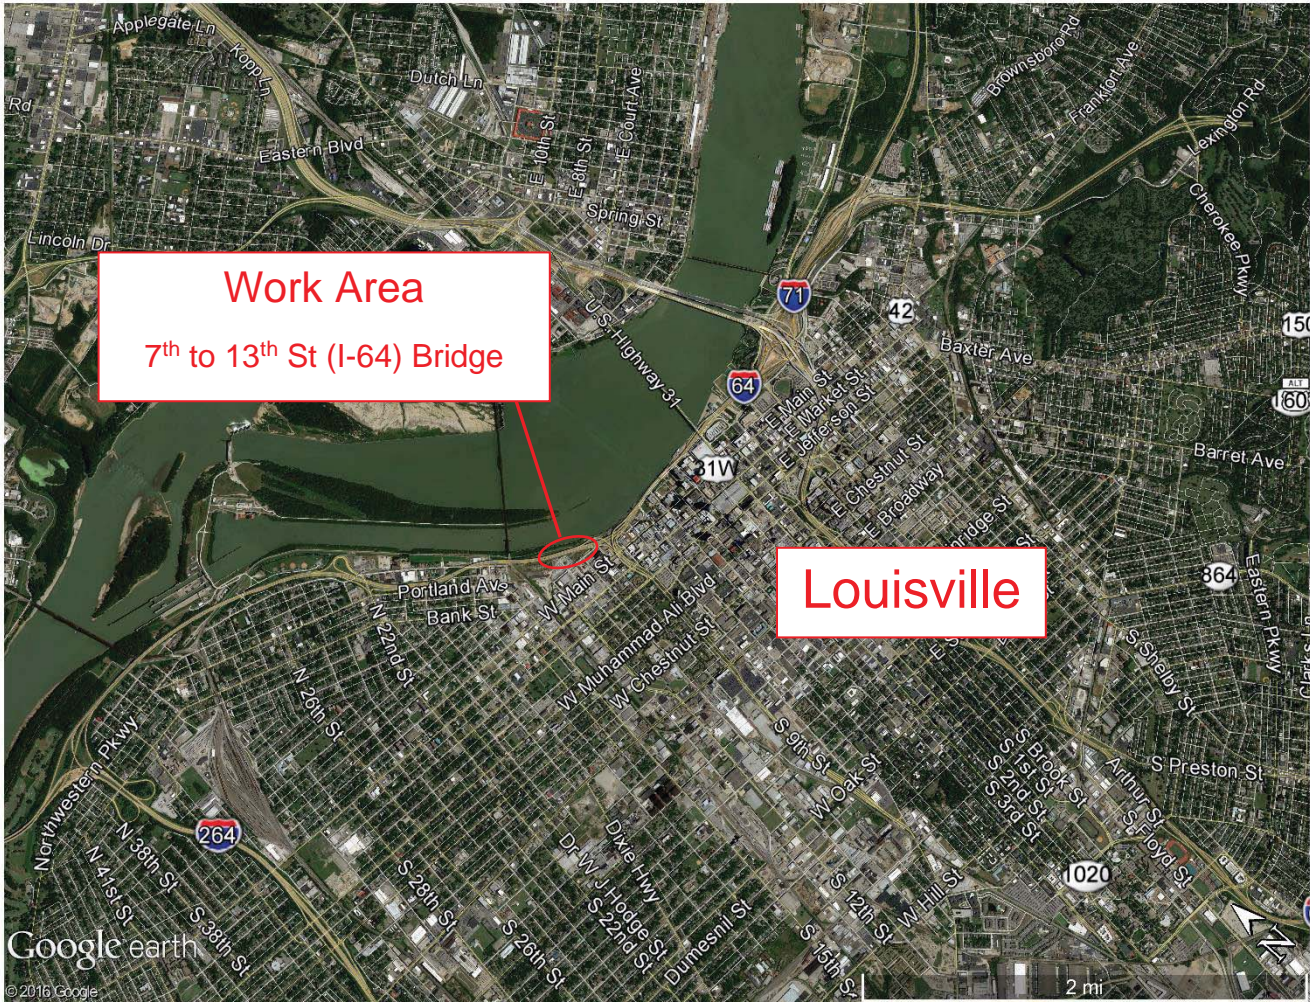 Applegate Ln
Kopp Ln
Dutch Ln
E Court Ave
Brownsboro Rd
Frankfort Ave
Rd
Eastern Blvd
E 10th St
E 8th St
Lexington Rd
Spring St
Cherokee Pkwy
Lincoln Dr
Work Area
7th to 13th St (I-64) Bridge
U.S. Highway 31
71
42
150
Baxter Ave
64
ALT
60
E Main St
E Market St
E Jefferson St
31W
Barret Ave
E Chestnut St
E Broadway
Portland Ave
Bank St
W Main St
Louisville
864
Eastern Pkwy
N 22nd St
W Muhammad Ali Blvd
W Chestnut St
S Shelby St
N 26th St
S 9th St
W Oak St
S Brook St
S 1st St
S 2nd St
S 3rd St
Arthur St
S Preston St
S Floyd St
Northwestern Pkwy
264
N 38th St
N 41st St
S 38th St
S 28th St
S 26th St
Dixie Hwy
Dr W J Hodge St
S 22nd St
Dumesnil St
S 12th St
S 15th St
W Hill St
1020
N
Google earth
© 2016 Google
2 mi